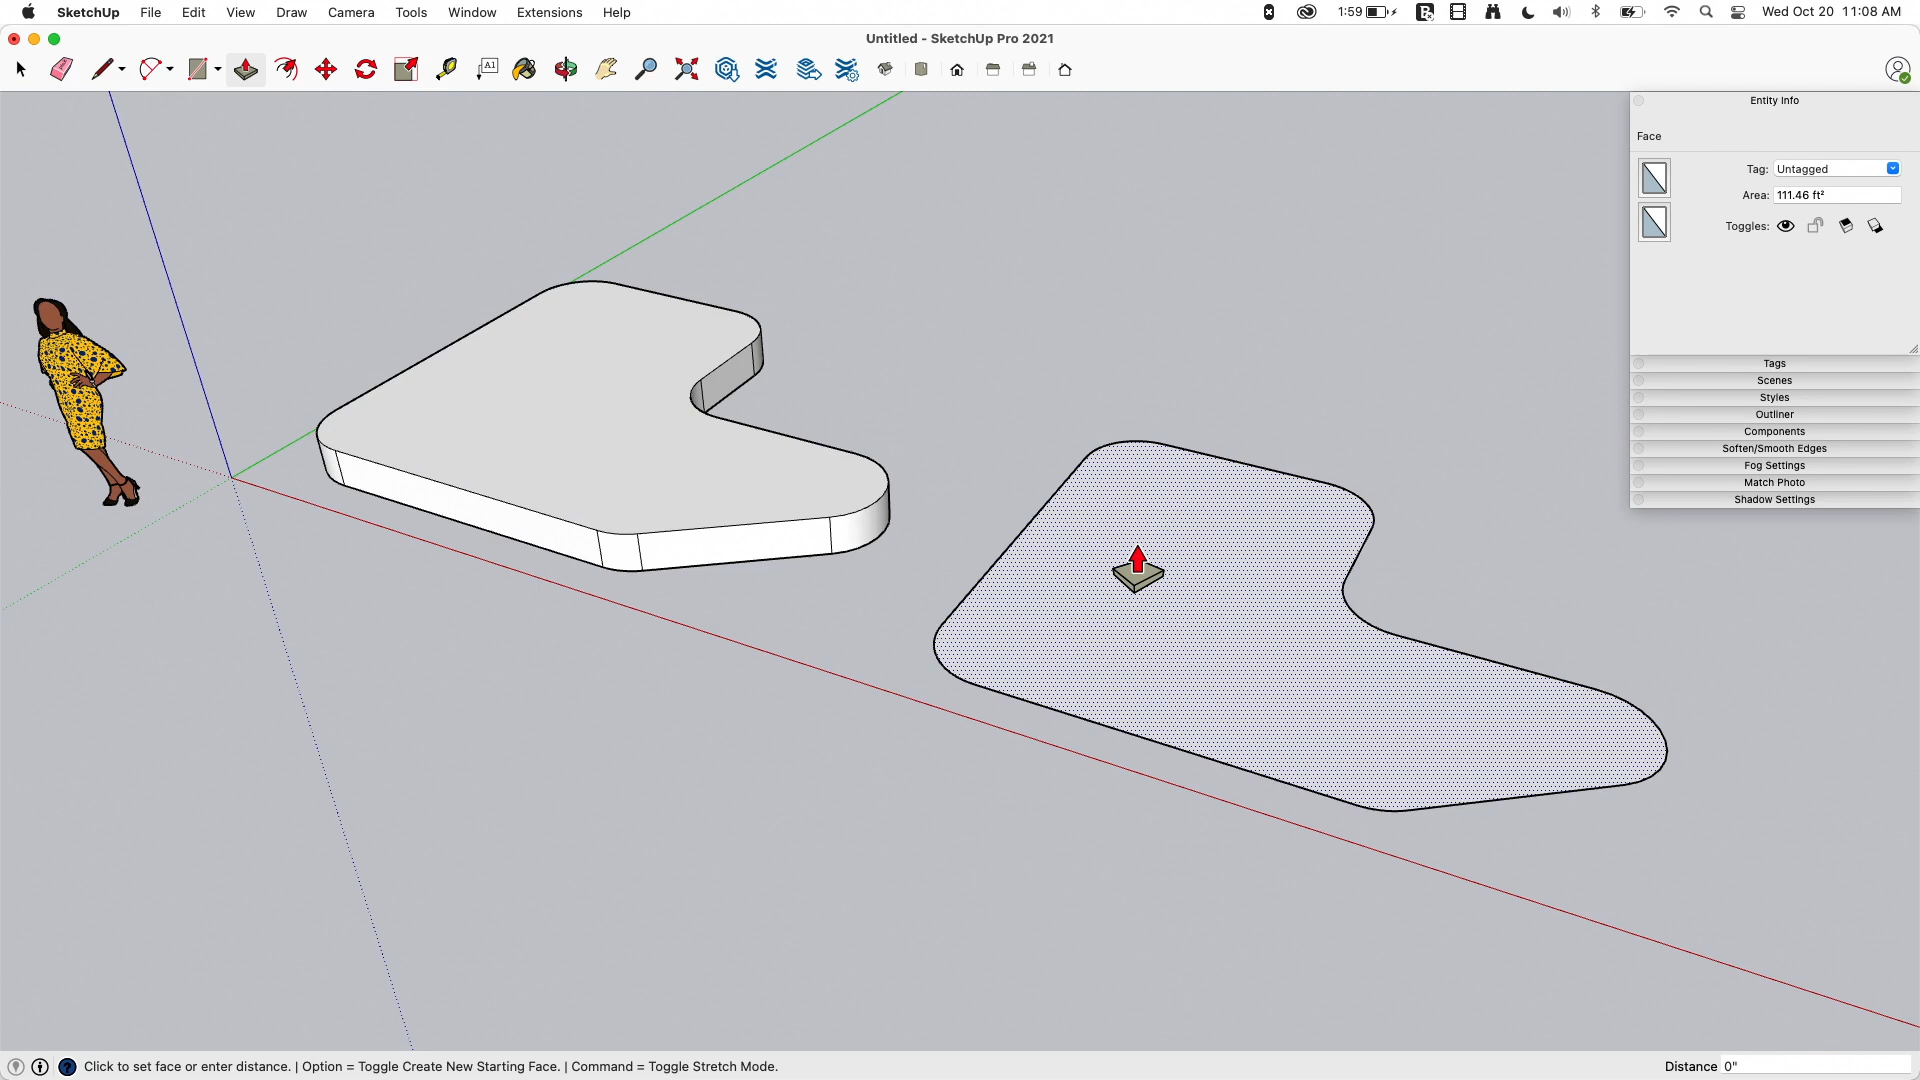 SketchUp File Edit View Draw Camera Tools Window Extensions Help 1:59 Wed Oct 20 11:08 AM
Untitled - SketchUp Pro 2021
A1
Entity Info
Face
Tag: Untagged
Area: 111.46 ft²
Toggles:
Tags
Scenes
Styles
Outliner
Components
Soften/Smooth Edges
Fog Settings
Match Photo
Shadow Settings
Click to set face or enter distance. | Option = Toggle Create New Starting Face. | Command = Toggle Stretch Mode. Distance 0"